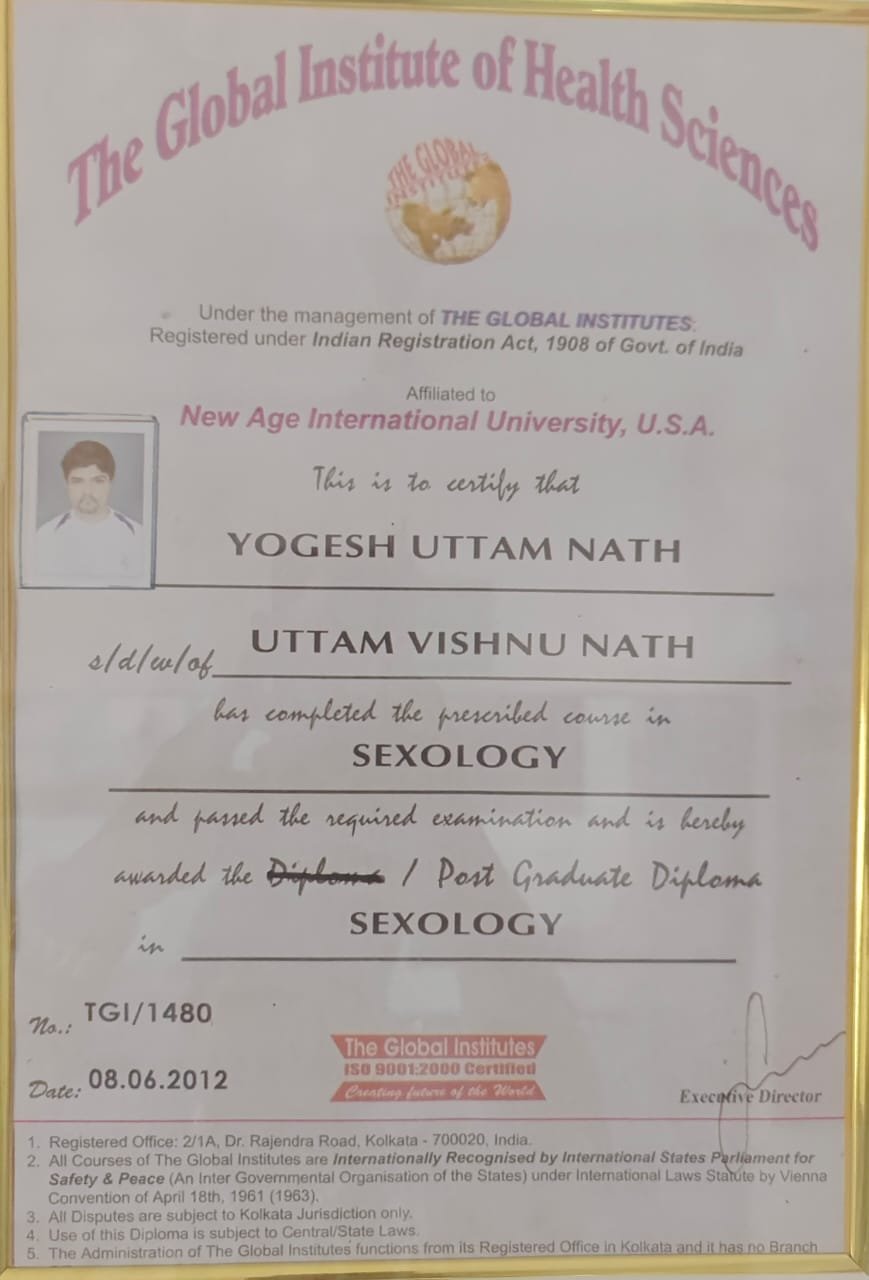 The Global Institute of Health Sciences
THE GLOBAL
INSTITUTES
Under the management of THE GLOBAL INSTITUTES:
Registered under Indian Registration Act, 1908 of Govt. of India
Affiliated to
New Age International University, U.S.A.
This is to certify that
YOGESH UTTAM NATH
s/d/w/of UTTAM VISHNU NATH
has completed the prescribed course in
SEXOLOGY
and passed the required examination and is hereby
awarded the Diploma / Post Graduate Diploma
in SEXOLOGY
No.: TGI/1480
Date: 08.06.2012
The Global Institutes
ISO 9001:2000 Certified
Creating future of the World
Executive Director
1. Registered Office: 2/1A, Dr. Rajendra Road, Kolkata - 700020, India.
2. All Courses of The Global Institutes are Internationally Recognised by International States Parliament for
Safety & Peace (An Inter Governmental Organisation of the States) under International Laws Statute by Vienna
Convention of April 18th, 1961 (1963).
3. All Disputes are subject to Kolkata Jurisdiction only.
4. Use of this Diploma is subject to Central/State Laws.
5. The Administration of The Global Institutes functions from its Registered Office in Kolkata and it has no Branch